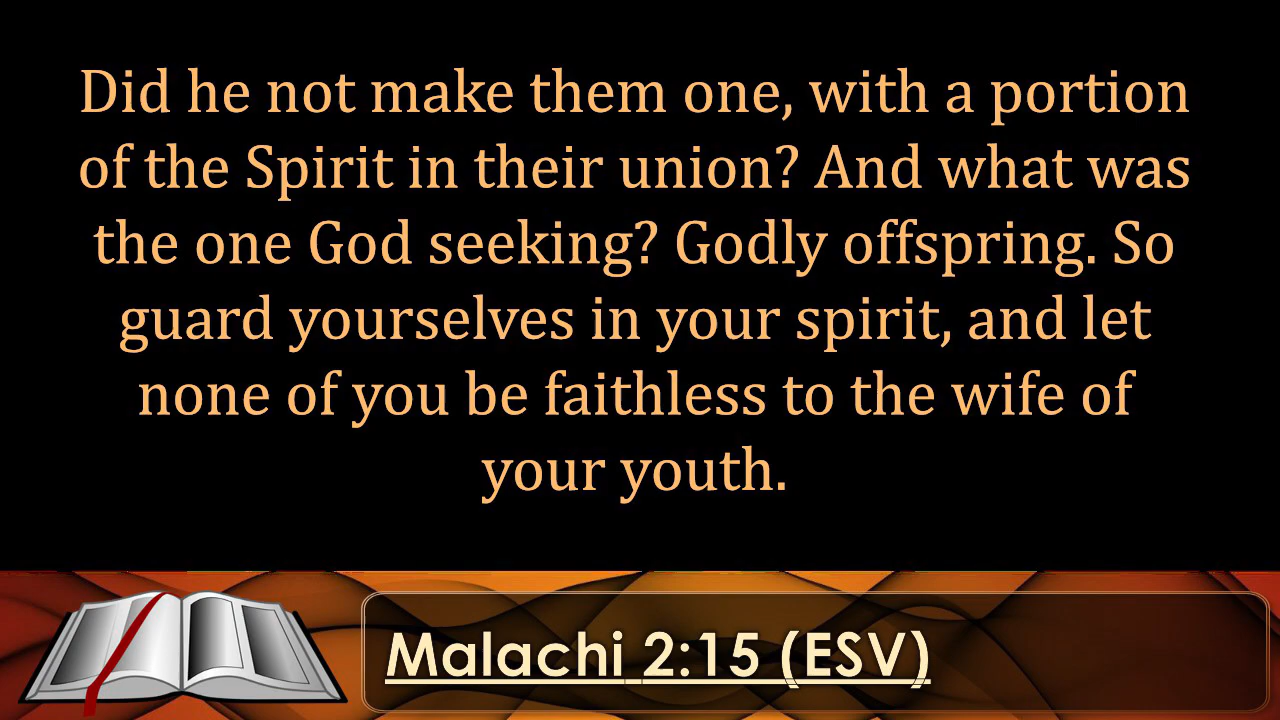 Did he not make them one, with a portion
of the Spirit in their union? And what was
the one God seeking? Godly offspring. So
guard yourselves in your spirit, and let
none of you be faithless to the wife of
your youth.
Malachi 2:15 (ESV)